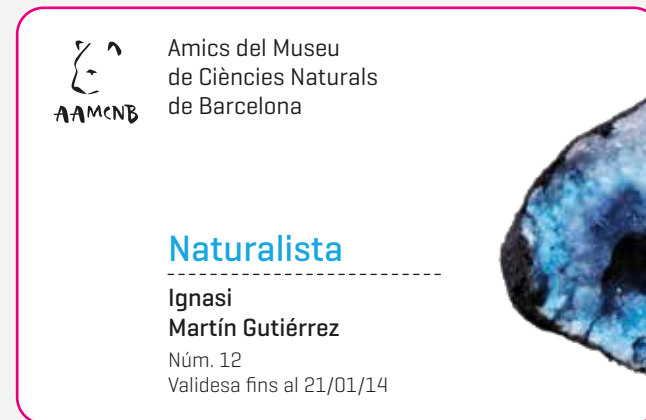 AAMCNB
Amics del Museu
de Ciències Naturals
de Barcelona
Naturalista
Ignasi
Martín Gutiérrez
Núm. 12
Validesa fins al 21/01/14